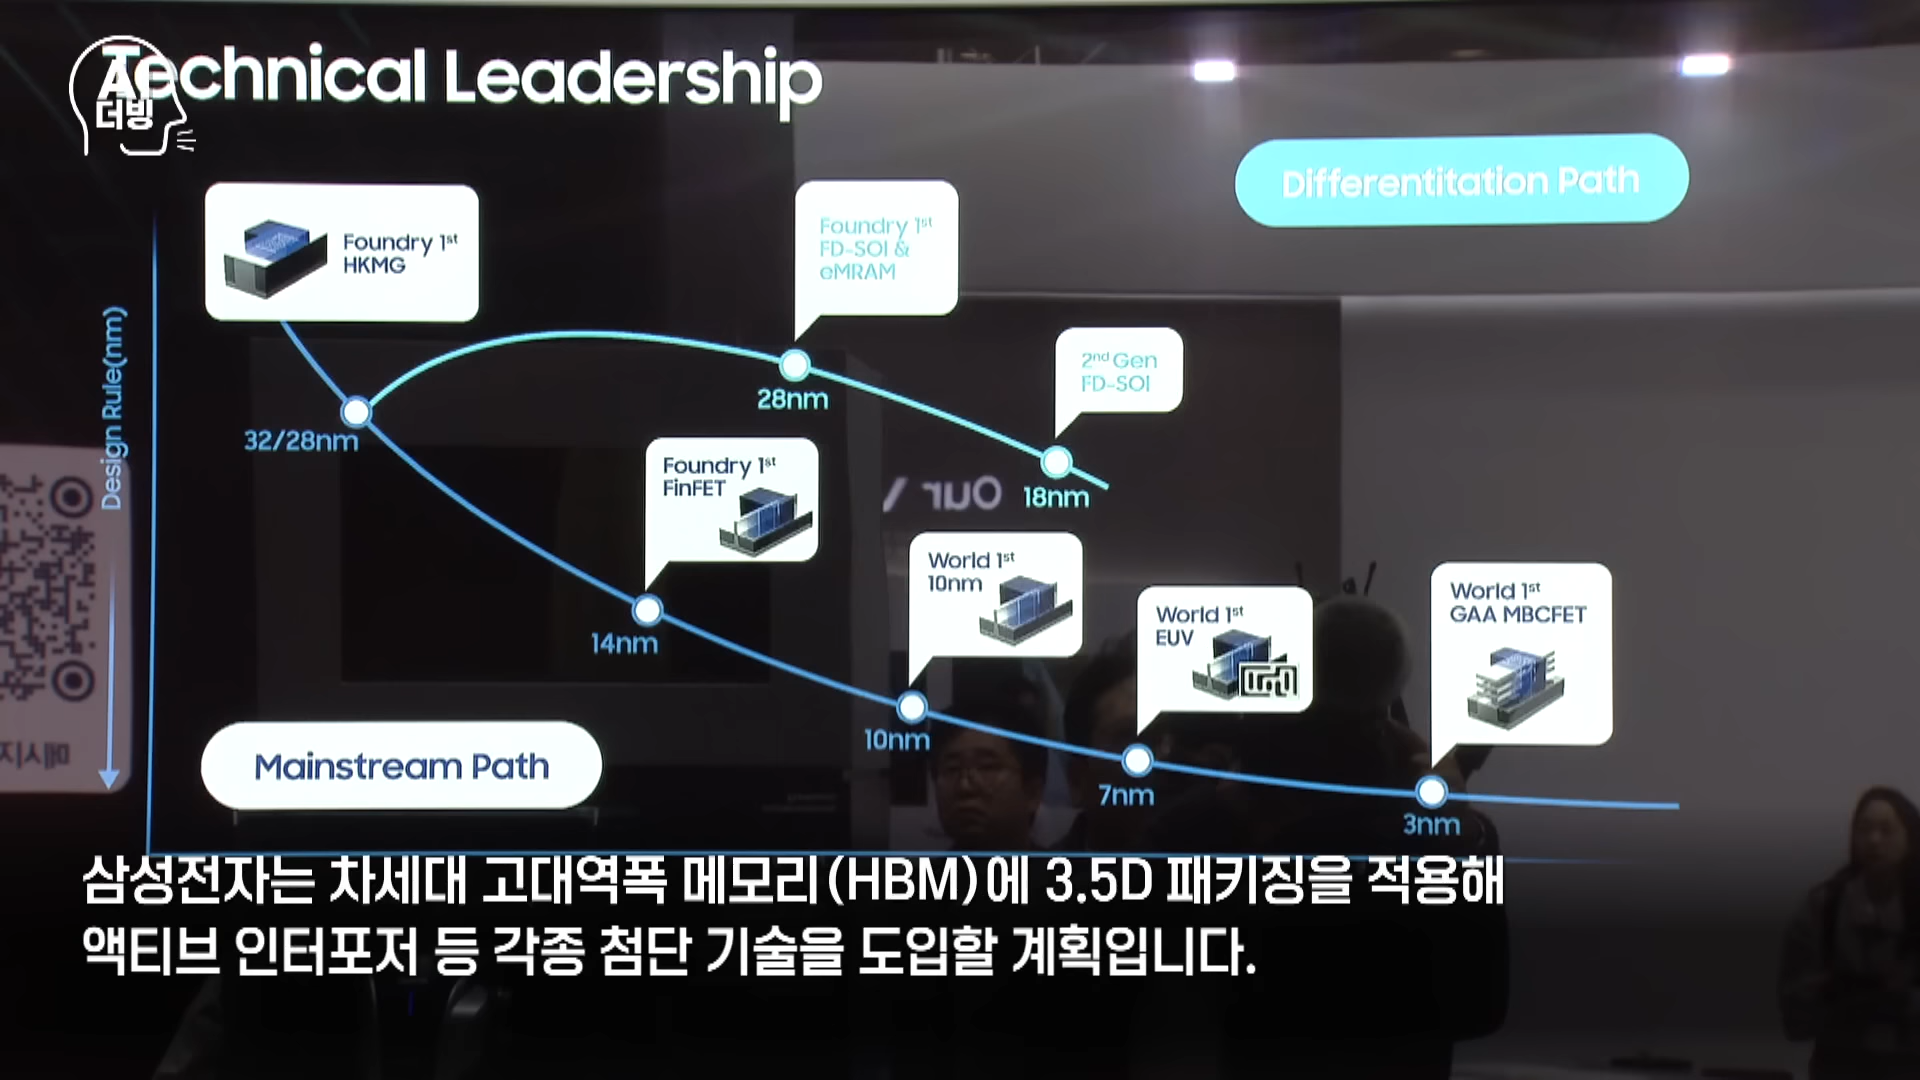 Technical Leadership
AI
더빙
Differentitation Path
Foundry 1st
HKMG
Foundry 1st
FD-SOI &
eMRAM
2nd Gen
FD-SOI
Design Rule(nm)
32/28nm
28nm
18nm
Foundry 1st
FinFET
Our
World 1st
10nm
World 1st
EUV
World 1st
GAA MBCFET
14nm
10nm
7nm
3nm
Mainstream Path
메시지
삼성전자는 차세대 고대역폭 메모리(HBM)에 3.5D 패키징을 적용해
액티브 인터포저 등 각종 첨단 기술을 도입할 계획입니다.